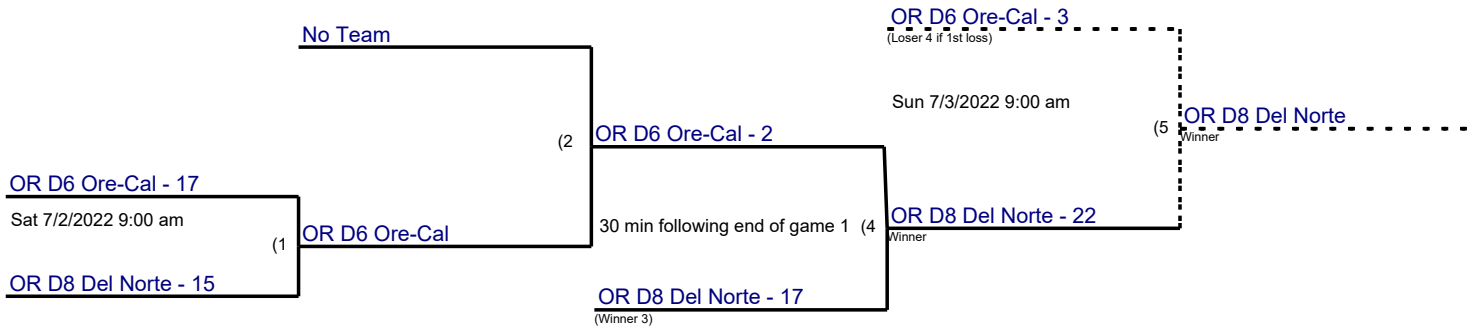 OR D6 Ore-Cal - 3
(Loser 4 if 1st loss)
No Team
Sun 7/3/2022 9:00 am
OR D8 Del Norte
(5
Winner
OR D6 Ore-Cal - 2
(2
OR D6 Ore-Cal - 17
Sat 7/2/2022 9:00 am
OR D8 Del Norte - 22
30 min following end of game 1 (4
Winner
OR D6 Ore-Cal
(1
OR D8 Del Norte - 15
OR D8 Del Norte - 17
(Winner 3)